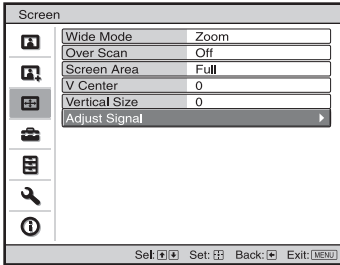 Screen
Wide Mode Zoom
Over Scan Off
Screen Area Full
V Center 0
Vertical Size 0
Adjust Signal
Sel: Set: Back: Exit: MENU